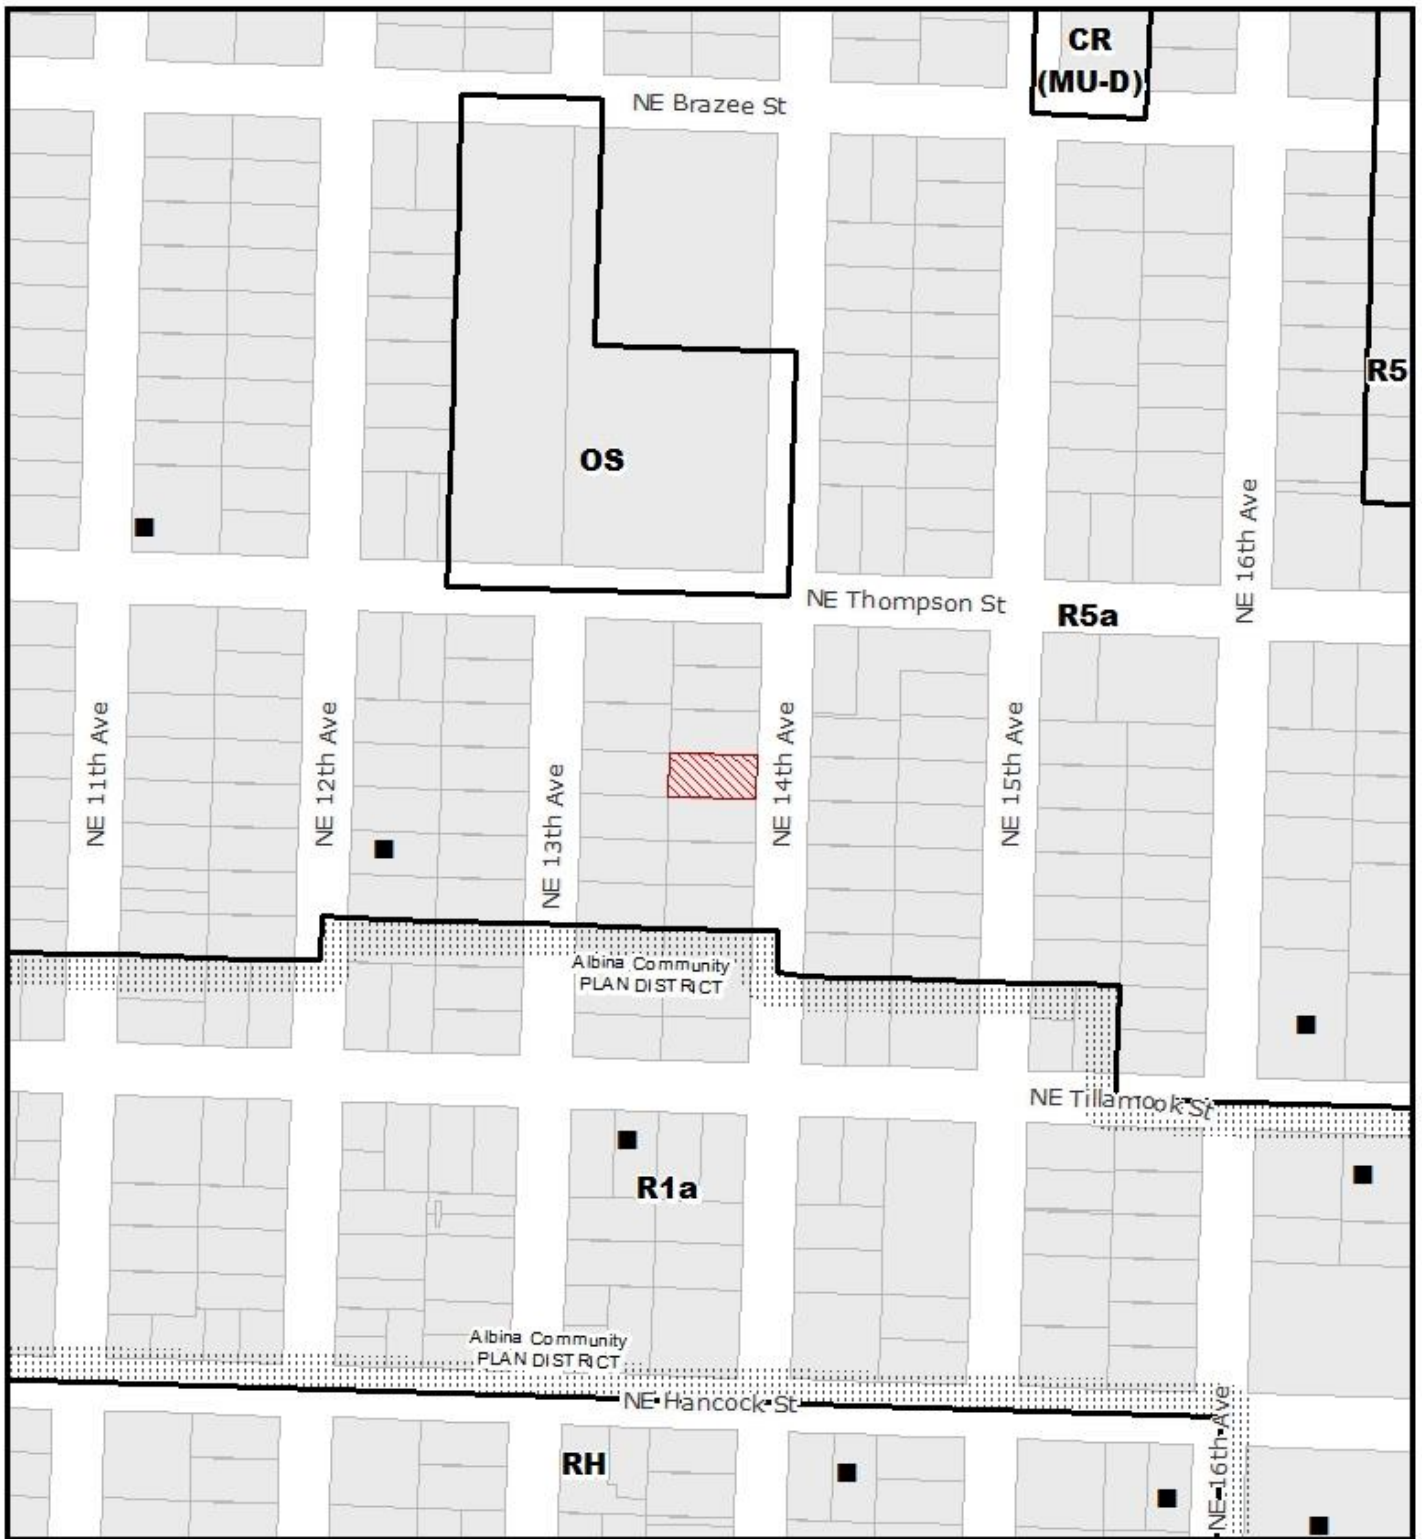 CR
(MU-D)
NE Brazee St
R5
OS
NE 16th Ave
NE Thompson St
R5a
NE 11th Ave
NE 12th Ave
NE 13th Ave
NE 14th Ave
NE 15th Ave
Albina Community
PLAN DISTRICT
NE Tillamook St
R1a
Albina Community
PLAN DISTRICT
NE Hancock St
NE 16th Ave
RH